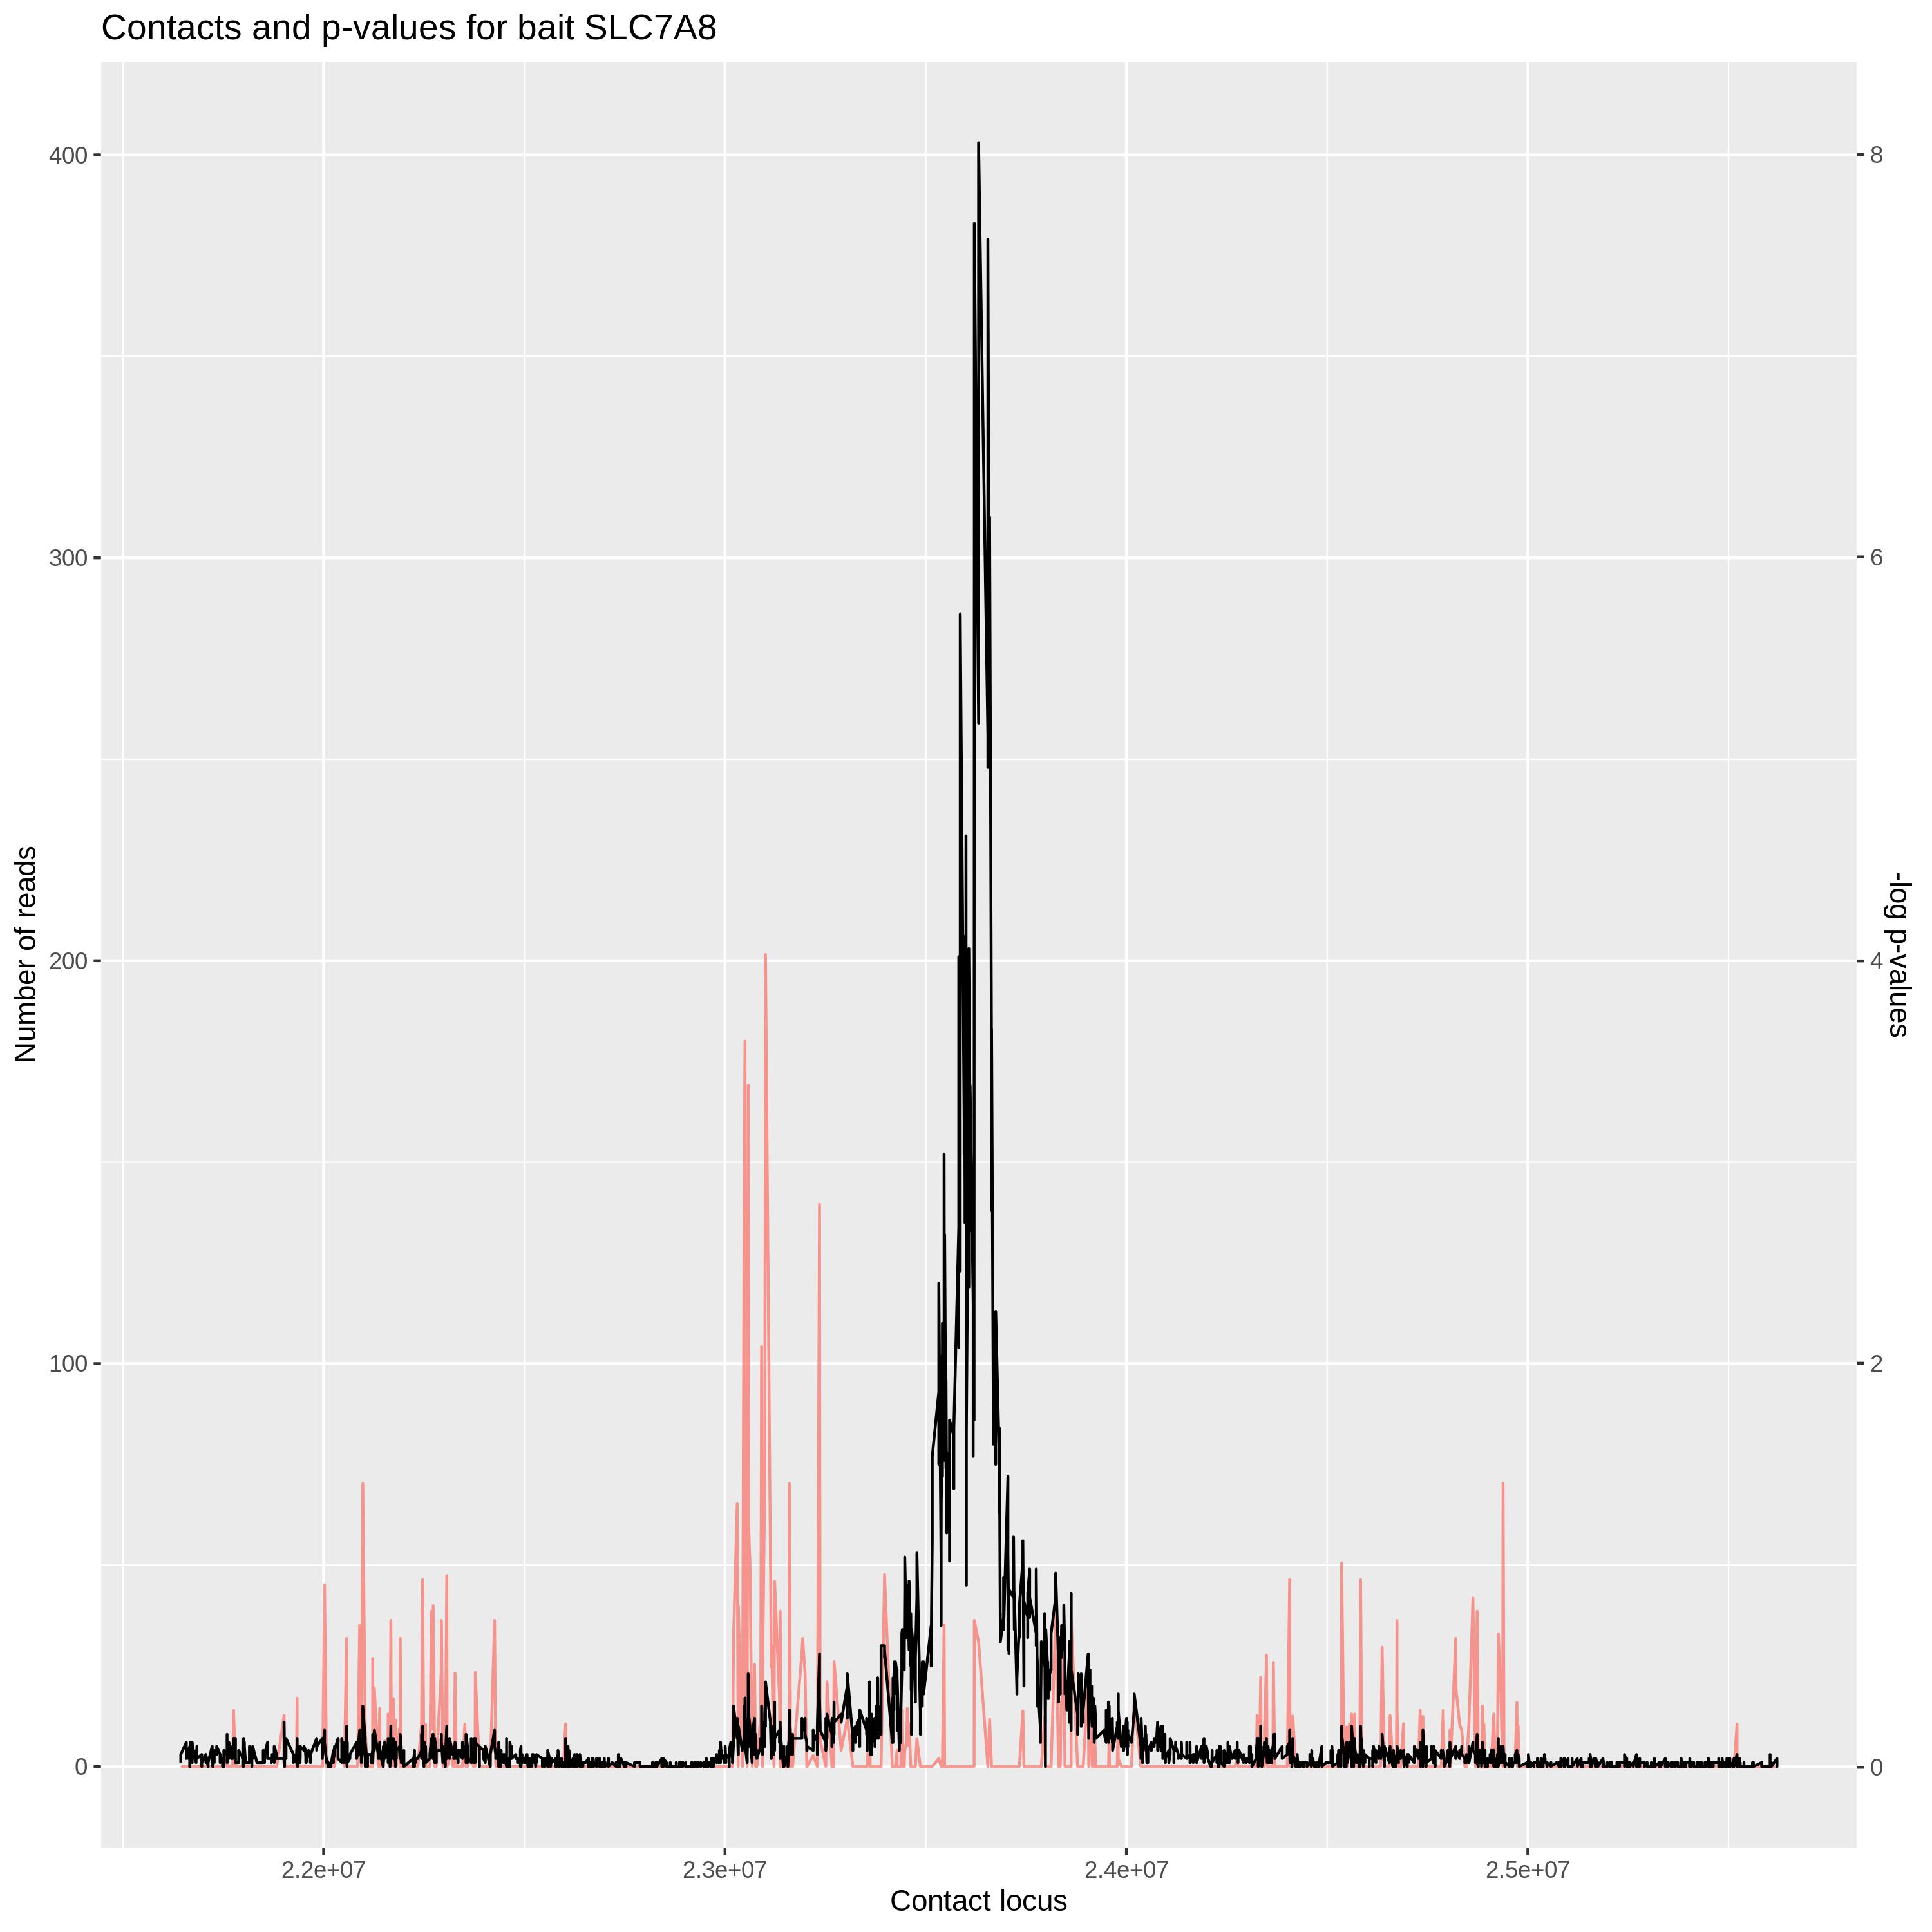 Contacts and p-values for bait SLC7A8
400
300
200
100
0
Number of reads
8
6
4
2
0
-log p-values
2.2e+07 2.3e+07 2.4e+07 2.5e+07
Contact locus